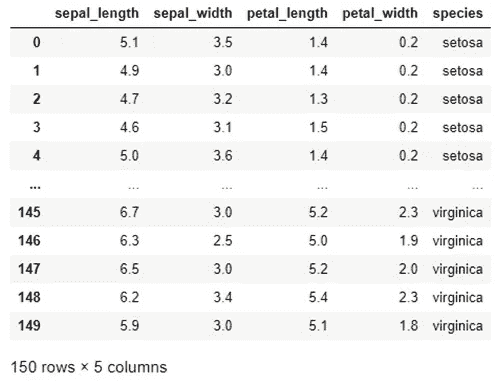 sepal_length sepal_width petal_length petal_width species
0 5.1 3.5 1.4 0.2 setosa
1 4.9 3.0 1.4 0.2 setosa
2 4.7 3.2 1.3 0.2 setosa
3 4.6 3.1 1.5 0.2 setosa
4 5.0 3.6 1.4 0.2 setosa
... ... ... ... ... ...
145 6.7 3.0 5.2 2.3 virginica
146 6.3 2.5 5.0 1.9 virginica
147 6.5 3.0 5.2 2.0 virginica
148 6.2 3.4 5.4 2.3 virginica
149 5.9 3.0 5.1 1.8 virginica
150 rows × 5 columns